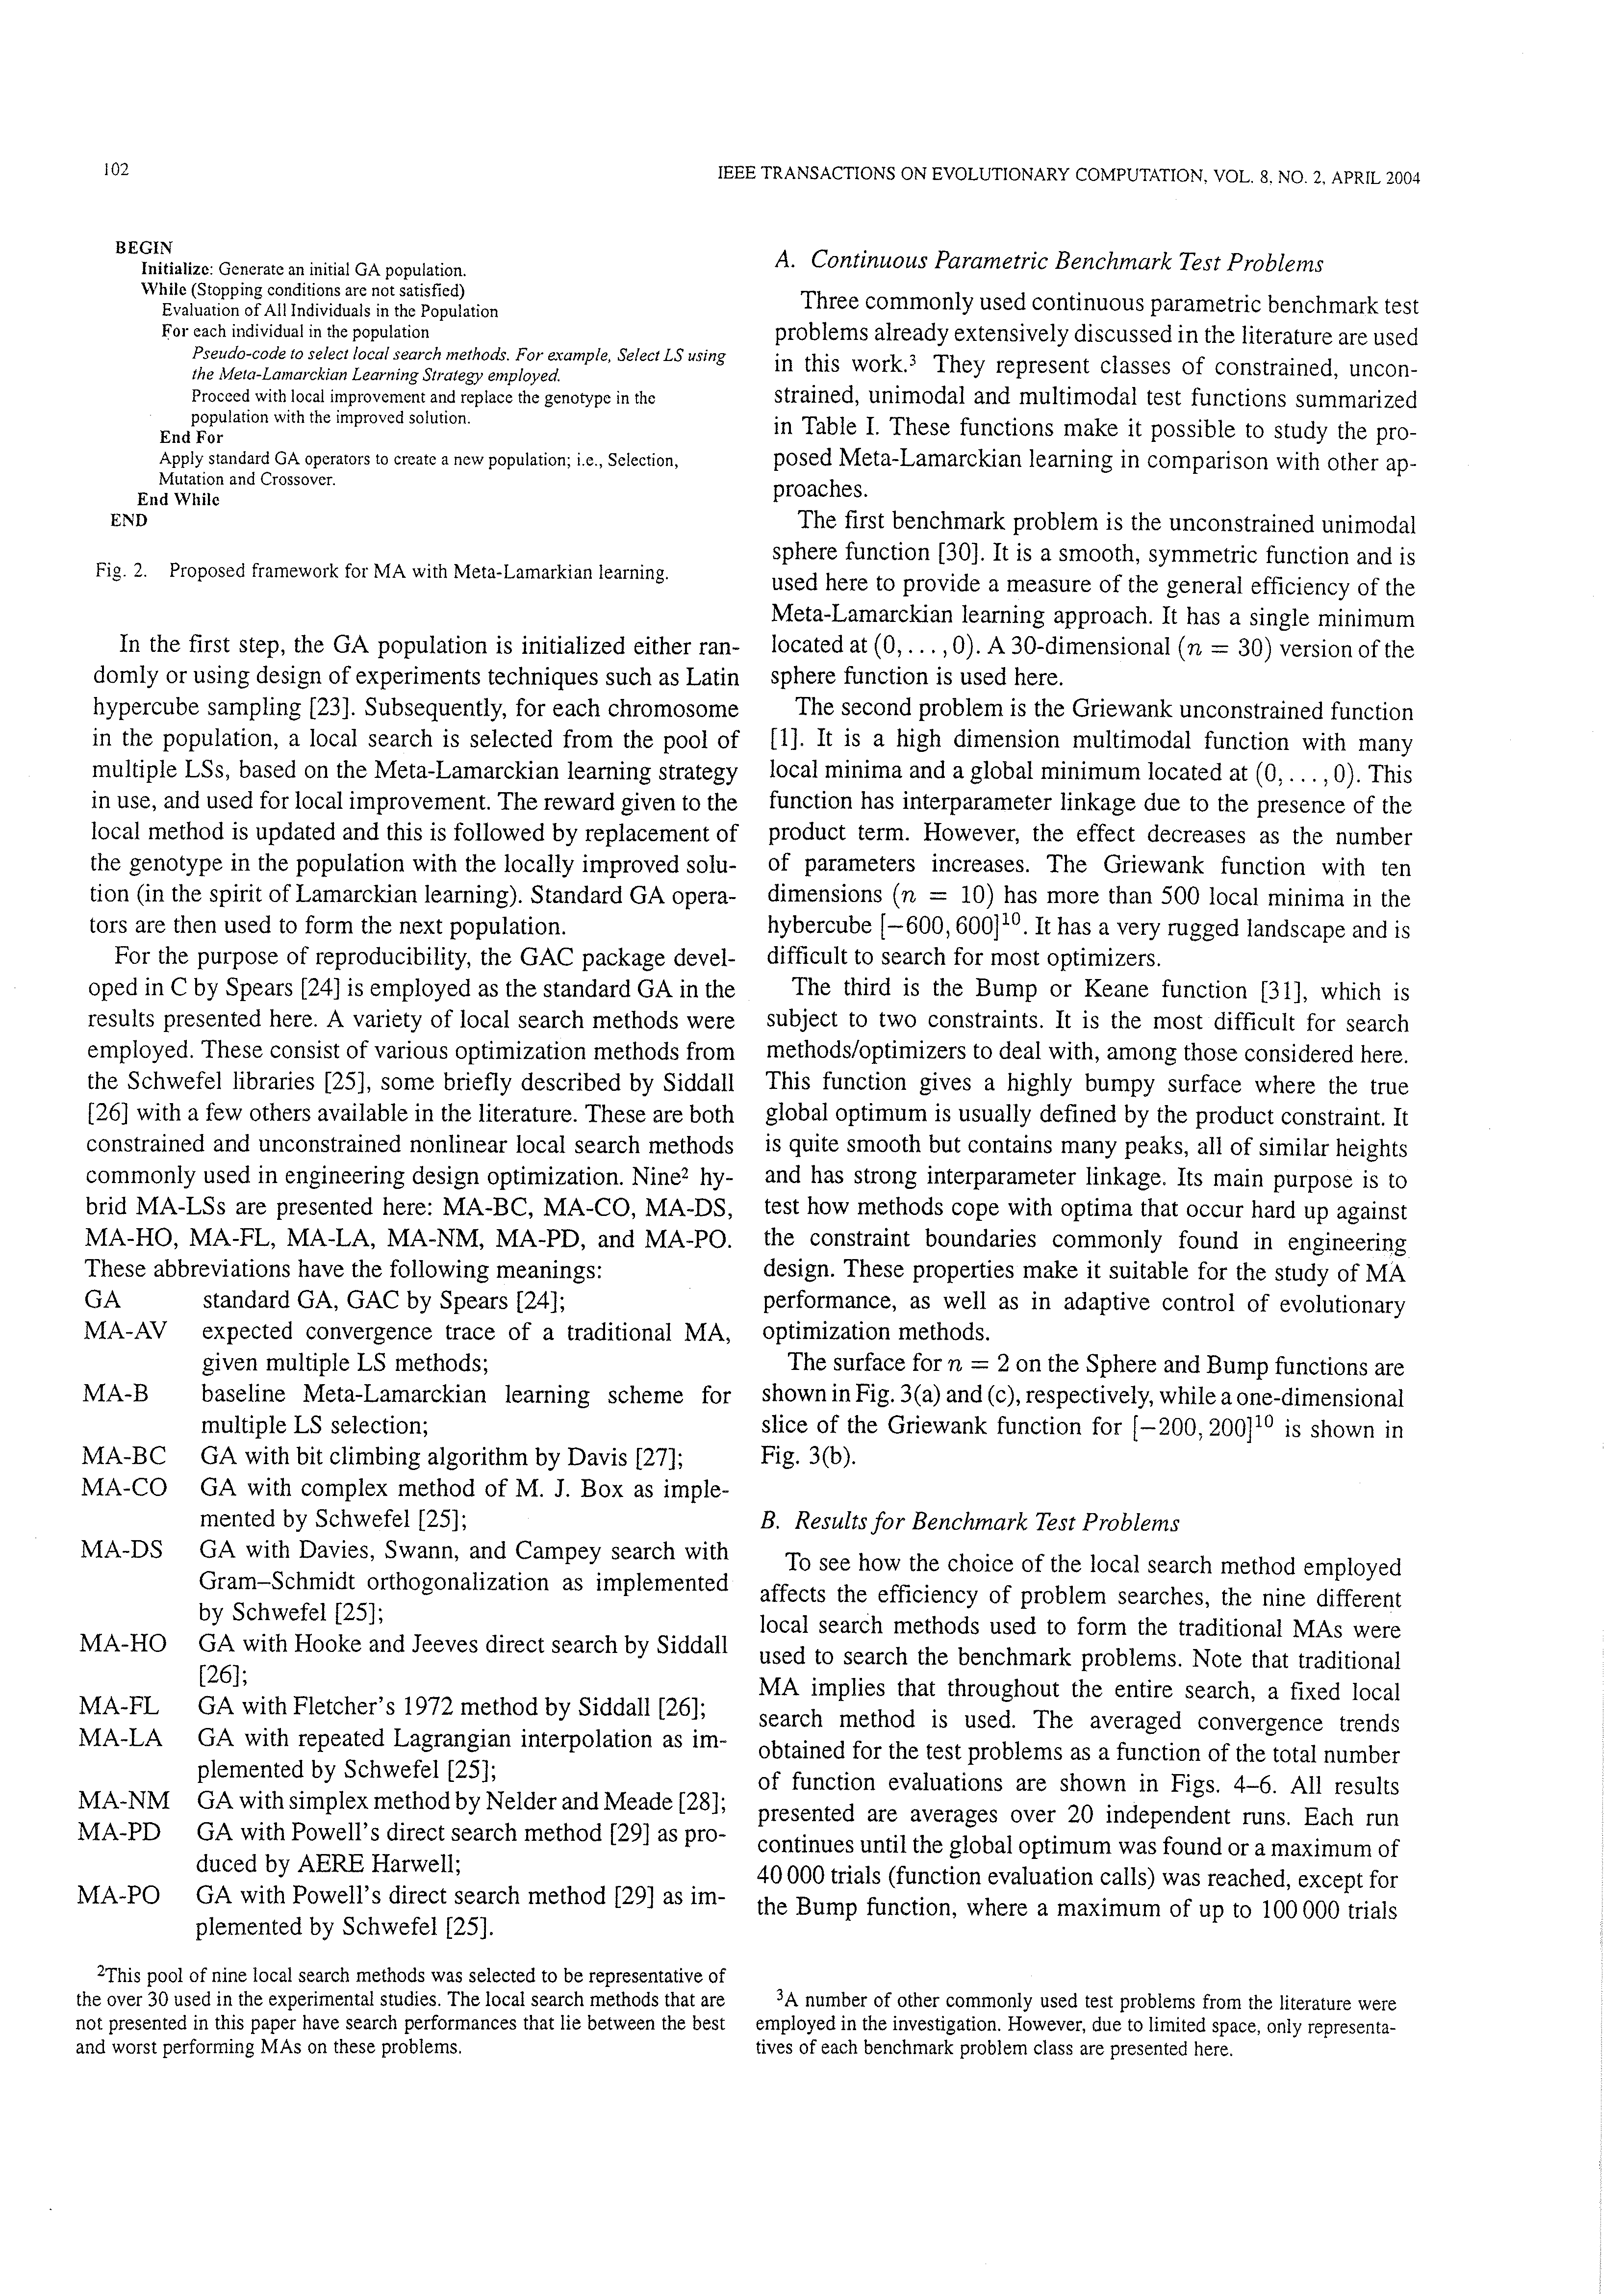 102
IEEE TRANSACTIONS ON EVOLUTIONARY COMPUTATION, VOL. 8, NO. 2, APRIL 2004
BEGIN
Initialize: Generate an initial GA population.
While (Stopping conditions are not satisfied)
Evaluation of All Individuals in the Population
For each individual in the population
Pseudo-code to select local search methods. For example, Select LS using
the Meta-Lamarckian Learning Strategy employed.
Proceed with local improvement and replace the genotype in the
population with the improved solution.
End For
Apply standard GA operators to create a new population; i.e., Selection,
Mutation and Crossover.
End While
END
Fig. 2. Proposed framework for MA with Meta-Lamarkian learning.
In the first step, the GA population is initialized either ran-
domly or using design of experiments techniques such as Latin
hypercube sampling [23]. Subsequently, for each chromosome
in the population, a local search is selected from the pool of
multiple LSs, based on the Meta-Lamarckian learning strategy
in use, and used for local improvement. The reward given to the
local method is updated and this is followed by replacement of
the genotype in the population with the locally improved solu-
tion (in the spirit of Lamarckian learning). Standard GA opera-
tors are then used to form the next population.
For the purpose of reproducibility, the GAC package devel-
oped in C by Spears [24] is employed as the standard GA in the
results presented here. A variety of local search methods were
employed. These consist of various optimization methods from
the Schwefel libraries [25], some briefly described by Siddall
[26] with a few others available in the literature. These are both
constrained and unconstrained nonlinear local search methods
commonly used in engineering design optimization. Nine² hy-
brid MA-LSs are presented here: MA-BC, MA-CO, MA-DS,
MA-HO, MA-FL, MA-LA, MA-NM, MA-PD, and MA-PO.
These abbreviations have the following meanings:
GA standard GA, GAC by Spears [24];
MA-AV expected convergence trace of a traditional MA,
given multiple LS methods;
MA-B baseline Meta-Lamarckian learning scheme for
multiple LS selection;
MA-BC GA with bit climbing algorithm by Davis [27];
MA-CO GA with complex method of M. J. Box as imple-
mented by Schwefel [25];
MA-DS GA with Davies, Swann, and Campey search with
Gram–Schmidt orthogonalization as implemented
by Schwefel [25];
MA-HO GA with Hooke and Jeeves direct search by Siddall
[26];
MA-FL GA with Fletcher's 1972 method by Siddall [26];
MA-LA GA with repeated Lagrangian interpolation as im-
plemented by Schwefel [25];
MA-NM GA with simplex method by Nelder and Meade [28];
MA-PD GA with Powell's direct search method [29] as pro-
duced by AERE Harwell;
MA-PO GA with Powell's direct search method [29] as im-
plemented by Schwefel [25].
²This pool of nine local search methods was selected to be representative of
the over 30 used in the experimental studies. The local search methods that are
not presented in this paper have search performances that lie between the best
and worst performing MAs on these problems.
A. Continuous Parametric Benchmark Test Problems
Three commonly used continuous parametric benchmark test
problems already extensively discussed in the literature are used
in this work.³ They represent classes of constrained, uncon-
strained, unimodal and multimodal test functions summarized
in Table I. These functions make it possible to study the pro-
posed Meta-Lamarckian learning in comparison with other ap-
proaches.
The first benchmark problem is the unconstrained unimodal
sphere function [30]. It is a smooth, symmetric function and is
used here to provide a measure of the general efficiency of the
Meta-Lamarckian learning approach. It has a single minimum
located at (0, . . . , 0). A 30-dimensional (n = 30) version of the
sphere function is used here.
The second problem is the Griewank unconstrained function
[1]. It is a high dimension multimodal function with many
local minima and a global minimum located at (0, . . . , 0). This
function has interparameter linkage due to the presence of the
product term. However, the effect decreases as the number
of parameters increases. The Griewank function with ten
dimensions (n = 10) has more than 500 local minima in the
hybercube [−600, 600]¹⁰. It has a very rugged landscape and is
difficult to search for most optimizers.
The third is the Bump or Keane function [31], which is
subject to two constraints. It is the most difficult for search
methods/optimizers to deal with, among those considered here.
This function gives a highly bumpy surface where the true
global optimum is usually defined by the product constraint. It
is quite smooth but contains many peaks, all of similar heights
and has strong interparameter linkage. Its main purpose is to
test how methods cope with optima that occur hard up against
the constraint boundaries commonly found in engineering
design. These properties make it suitable for the study of MA
performance, as well as in adaptive control of evolutionary
optimization methods.
The surface for n = 2 on the Sphere and Bump functions are
shown in Fig. 3(a) and (c), respectively, while a one-dimensional
slice of the Griewank function for [−200, 200]¹⁰ is shown in
Fig. 3(b).
B. Results for Benchmark Test Problems
To see how the choice of the local search method employed
affects the efficiency of problem searches, the nine different
local search methods used to form the traditional MAs were
used to search the benchmark problems. Note that traditional
MA implies that throughout the entire search, a fixed local
search method is used. The averaged convergence trends
obtained for the test problems as a function of the total number
of function evaluations are shown in Figs. 4–6. All results
presented are averages over 20 independent runs. Each run
continues until the global optimum was found or a maximum of
40 000 trials (function evaluation calls) was reached, except for
the Bump function, where a maximum of up to 100 000 trials
³A number of other commonly used test problems from the literature were
employed in the investigation. However, due to limited space, only representa-
tives of each benchmark problem class are presented here.